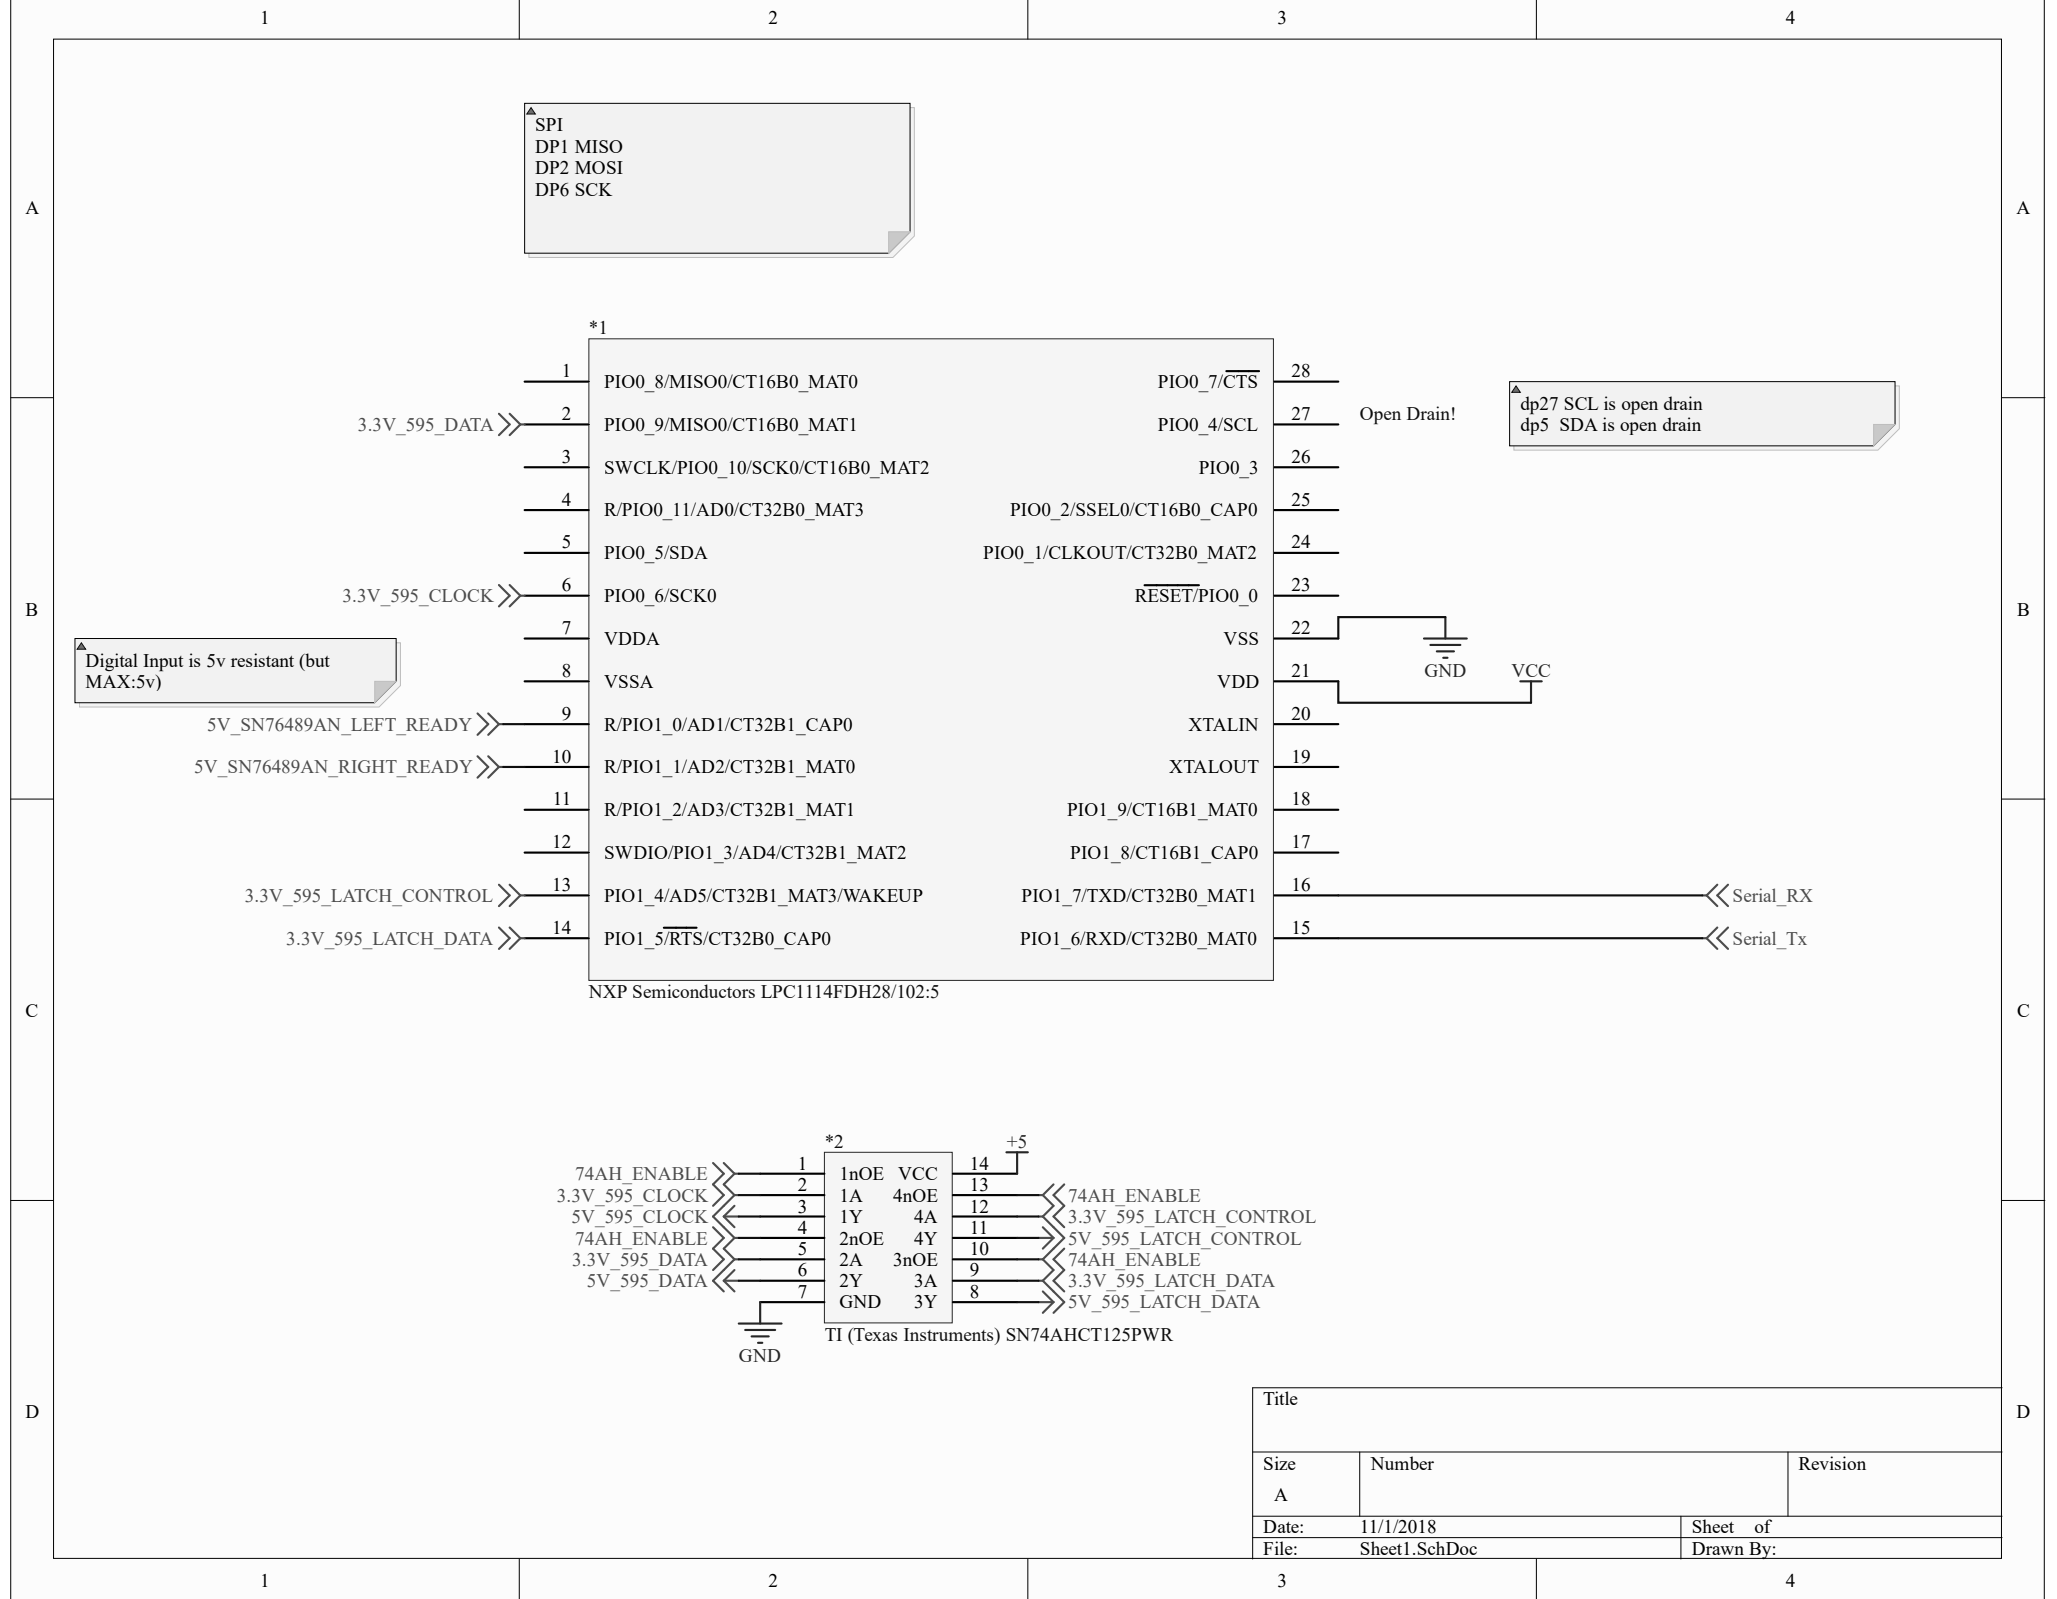 1 2 3 4
A A
B B
C C
D D
SPI
DP1 MISO
DP2 MOSI
DP6 SCK
*1
1 PIO0_8/MISO0/CT16B0_MAT0
3.3V_595_DATA 2 PIO0_9/MISO0/CT16B0_MAT1
3 SWCLK/PIO0_10/SCK0/CT16B0_MAT2
4 R/PIO0_11/AD0/CT32B0_MAT3
5 PIO0_5/SDA
3.3V_595_CLOCK 6 PIO0_6/SCK0
7 VDDA
8 VSSA
5V_SN76489AN_LEFT_READY 9 R/PIO1_0/AD1/CT32B1_CAP0
5V_SN76489AN_RIGHT_READY 10 R/PIO1_1/AD2/CT32B1_MAT0
11 R/PIO1_2/AD3/CT32B1_MAT1
12 SWDIO/PIO1_3/AD4/CT32B1_MAT2
3.3V_595_LATCH_CONTROL 13 PIO1_4/AD5/CT32B1_MAT3/WAKEUP
3.3V_595_LATCH_DATA 14 PIO1_5/RTS/CT32B0_CAP0
PIO0_7/CTS 28
PIO0_4/SCL 27 Open Drain!
PIO0_3 26
PIO0_2/SSEL0/CT16B0_CAP0 25
PIO0_1/CLKOUT/CT32B0_MAT2 24
RESET/PIO0_0 23
VSS 22 GND
VDD 21 VCC
XTALIN 20
XTALOUT 19
PIO1_9/CT16B1_MAT0 18
PIO1_8/CT16B1_CAP0 17
PIO1_7/TXD/CT32B0_MAT1 16 Serial_RX
PIO1_6/RXD/CT32B0_MAT0 15 Serial_Tx
NXP Semiconductors LPC1114FDH28/102:5
dp27 SCL is open drain
dp5  SDA is open drain
Digital Input is 5v resistant (but
MAX:5v)
*2
74AH_ENABLE 1 1nOE
3.3V_595_CLOCK 2 1A
5V_595_CLOCK 3 1Y
74AH_ENABLE 4 2nOE
3.3V_595_DATA 5 2A
5V_595_DATA 6 2Y
GND 7 GND
VCC 14 +5
4nOE 13 74AH_ENABLE
4A 12 3.3V_595_LATCH_CONTROL
4Y 11 5V_595_LATCH_CONTROL
3nOE 10 74AH_ENABLE
3A 9 3.3V_595_LATCH_DATA
3Y 8 5V_595_LATCH_DATA
TI (Texas Instruments) SN74AHCT125PWR
Title
Size Number Revision
A
Date: 11/1/2018 Sheet of
File: Sheet1.SchDoc Drawn By:
1 2 3 4